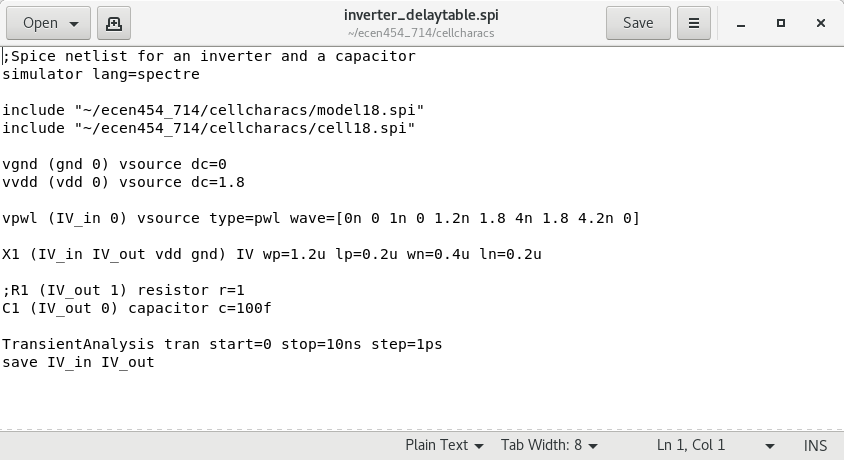 Open
inverter_delaytable.spi
~/ecen454_714/cellcharacs
Save
;Spice netlist for an inverter and a capacitor
simulator lang=spectre
include "~/ecen454_714/cellcharacs/model18.spi"
include "~/ecen454_714/cellcharacs/cell18.spi"
vgnd (gnd 0) vsource dc=0
vvdd (vdd 0) vsource dc=1.8
vpwl (IV_in 0) vsource type=pwl wave=[0n 0 1n 0 1.2n 1.8 4n 1.8 4.2n 0]
X1 (IV_in IV_out vdd gnd) IV wp=1.2u lp=0.2u wn=0.4u ln=0.2u
;R1 (IV_out 1) resistor r=1
C1 (IV_out 0) capacitor c=100f
TransientAnalysis tran start=0 stop=10ns step=1ps
save IV_in IV_out
Plain Text Tab Width: 8 Ln 1, Col 1 INS